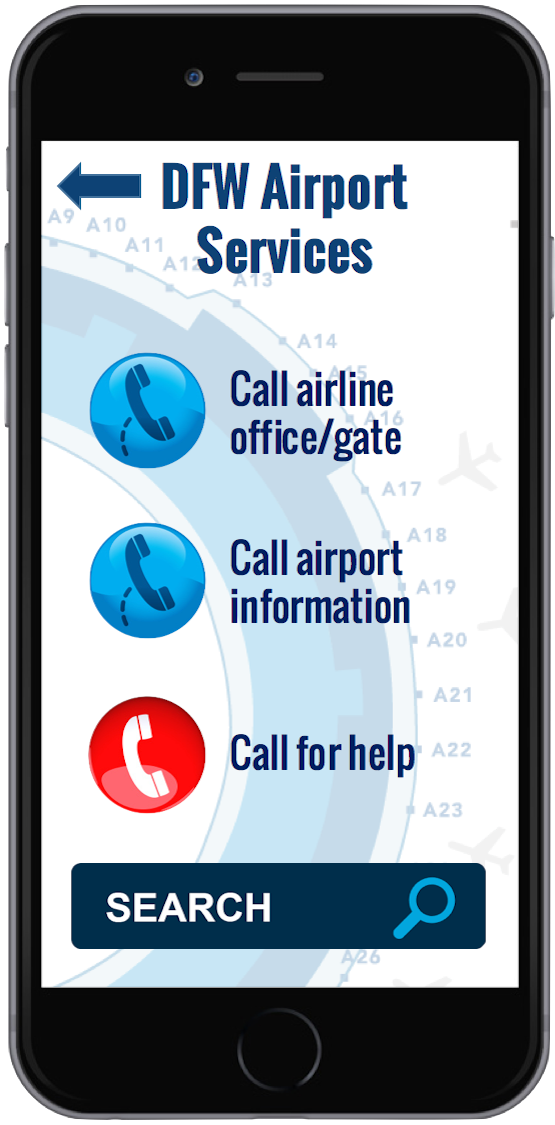 DFW Airport
Services
A9
A10
A11
A12
A13
A14
A15
Call airline
office/gate
A16
A17
A18
Call airport
information
A19
A20
A21
Call for help
A22
A23
SEARCH
A26